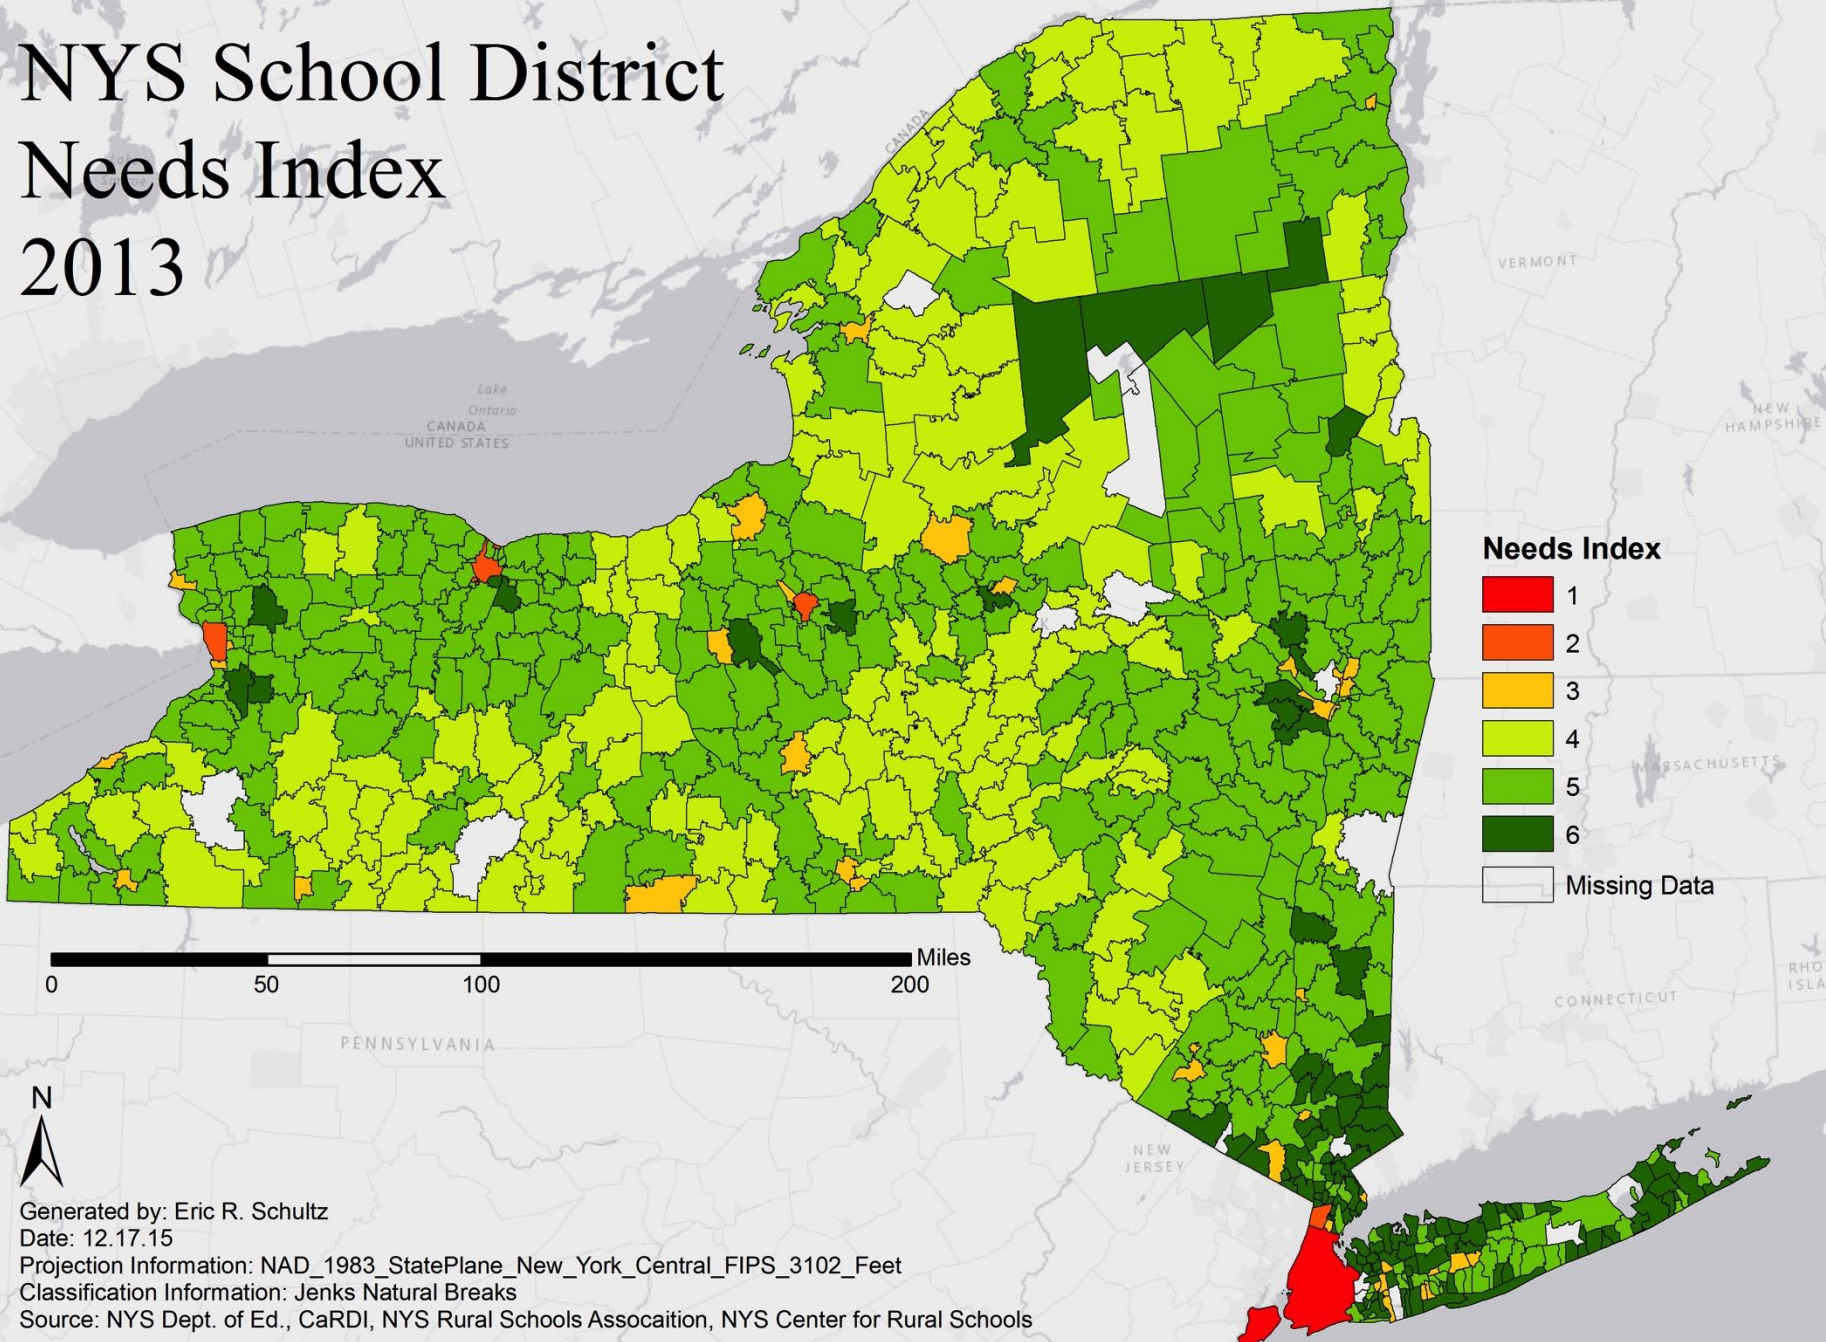 NYS School District
Needs Index
2013
CANADA
Lake
Ontario
CANADA
UNITED STATES
VERMONT
NEW
HAMPSHIRE
MASSACHUSETTS
RHO
ISLA
CONNECTICUT
PENNSYLVANIA
NEW
JERSEY
Needs Index
1
2
3
4
5
6
Missing Data
Miles
0
50
100
200
N
Generated by: Eric R. Schultz
Date: 12.17.15
Projection Information: NAD_1983_StatePlane_New_York_Central_FIPS_3102_Feet
Classification Information: Jenks Natural Breaks
Source: NYS Dept. of Ed., CaRDI, NYS Rural Schools Assocaition, NYS Center for Rural Schools